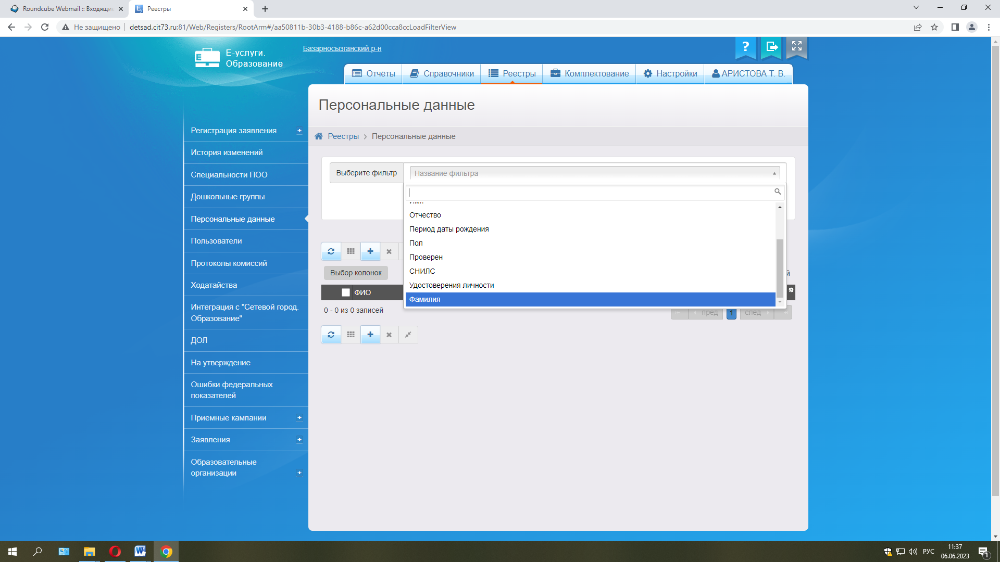 Roundcube Webmail :: Входящие
Реестры
Не защищено
detsad.cit73.ru:81/Web/Registers/RootArm#/aa50811b-30b3-4188-b86c-a62d00cca8ccLoadFilterView
Е-услуги.
Образование
Базарносызганский р-н
Отчёты
Справочники
Реестры
Комплектование
Настройки
АРИСТОВА Т. В.
Персональные данные
Реестры
Персональные данные
Регистрация заявления
История изменений
Специальности ПОО
Дошкольные группы
Персональные данные
Пользователи
Протоколы комиссий
Ходатайства
Интеграция с "Сетевой город.
Образование"
ДОЛ
На утверждение
Ошибки федеральных
показателей
Приемные кампании
Заявления
Образовательные
организации
Выберите фильтр
Название фильтра
Отчество
Период даты рождения
Пол
Проверен
СНИЛС
Удостоверения личности
Фамилия
Выбор колонок
й
ФИО
0 - 0 из 0 записей
пред
1
след
РУС
11:37
06.06.2023
1